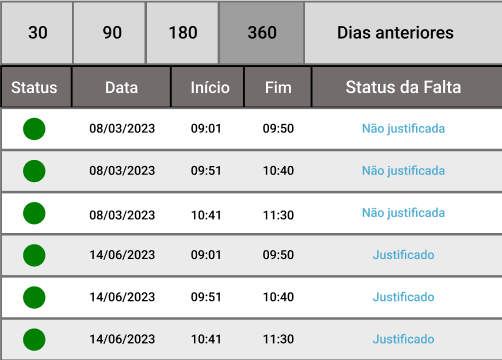 30 90 180 360 Dias anteriores
Status Data Início Fim Status da Falta
08/03/2023 09:01 09:50 Não justificada
08/03/2023 09:51 10:40 Não justificada
08/03/2023 10:41 11:30 Não justificada
14/06/2023 09:01 09:50 Justificado
14/06/2023 09:51 10:40 Justificado
14/06/2023 10:41 11:30 Justificado